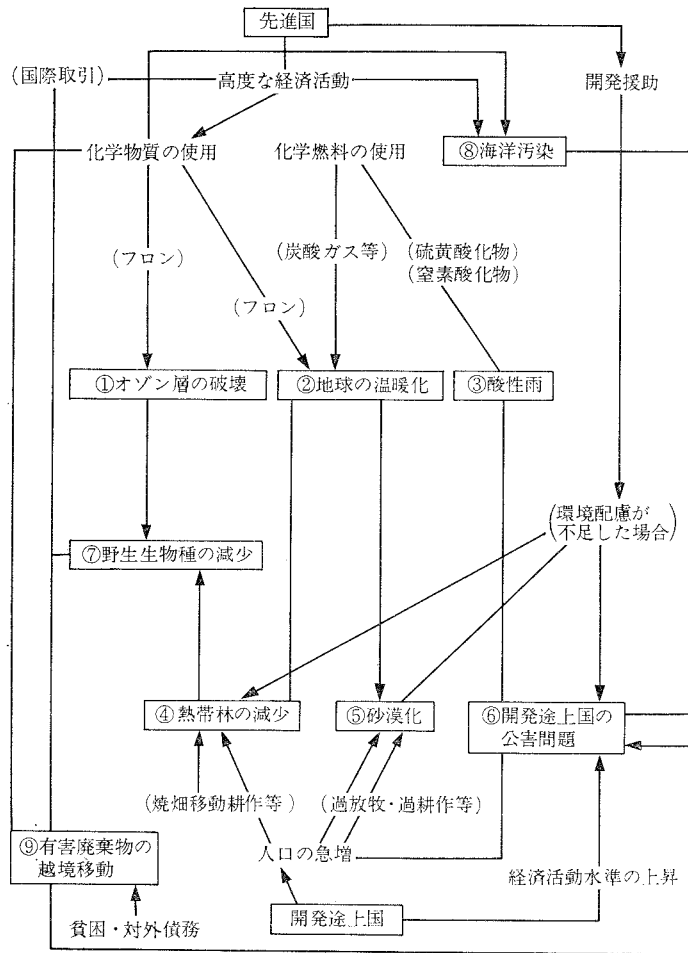 先進国
(国際取引)
高度な経済活動
開発援助
化学物質の使用
化学燃料の使用
⑧海洋汚染
(フロン)
(炭酸ガス等)
(硫黄酸化物)
(窒素酸化物)
(フロン)
①オゾン層の破壊
②地球の温暖化
③酸性雨
(環境配慮が
不足した場合)
⑦野生生物種の減少
④熱帯林の減少
⑤砂漠化
⑥開発途上国の
公害問題
(焼畑移動耕作等)
(過放牧・過耕作等)
⑨有害廃棄物の
越境移動
人口の急増
経済活動水準の上昇
貧困・対外債務
開発途上国